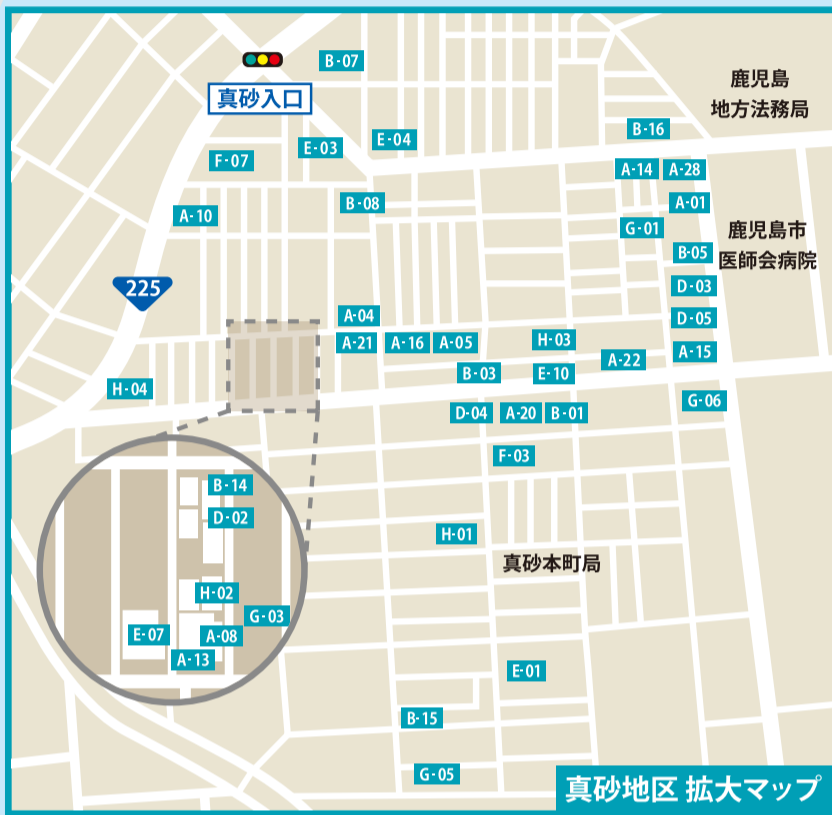 B-07
真砂入口
鹿児島
地方法務局
B-16
E-04
E-03
F-07
A-14
A-28
B-08
A-01
A-10
G-01
鹿児島市
医師会病院
B-05
225
D-03
A-04
D-05
A-21
A-16
A-05
H-03
A-15
A-22
B-03
E-10
H-04
G-06
D-04
A-20
B-01
F-03
B-14
D-02
H-01
真砂本町局
H-02
G-03
E-07
A-08
A-13
E-01
B-15
G-05
真砂地区 拡大マップ